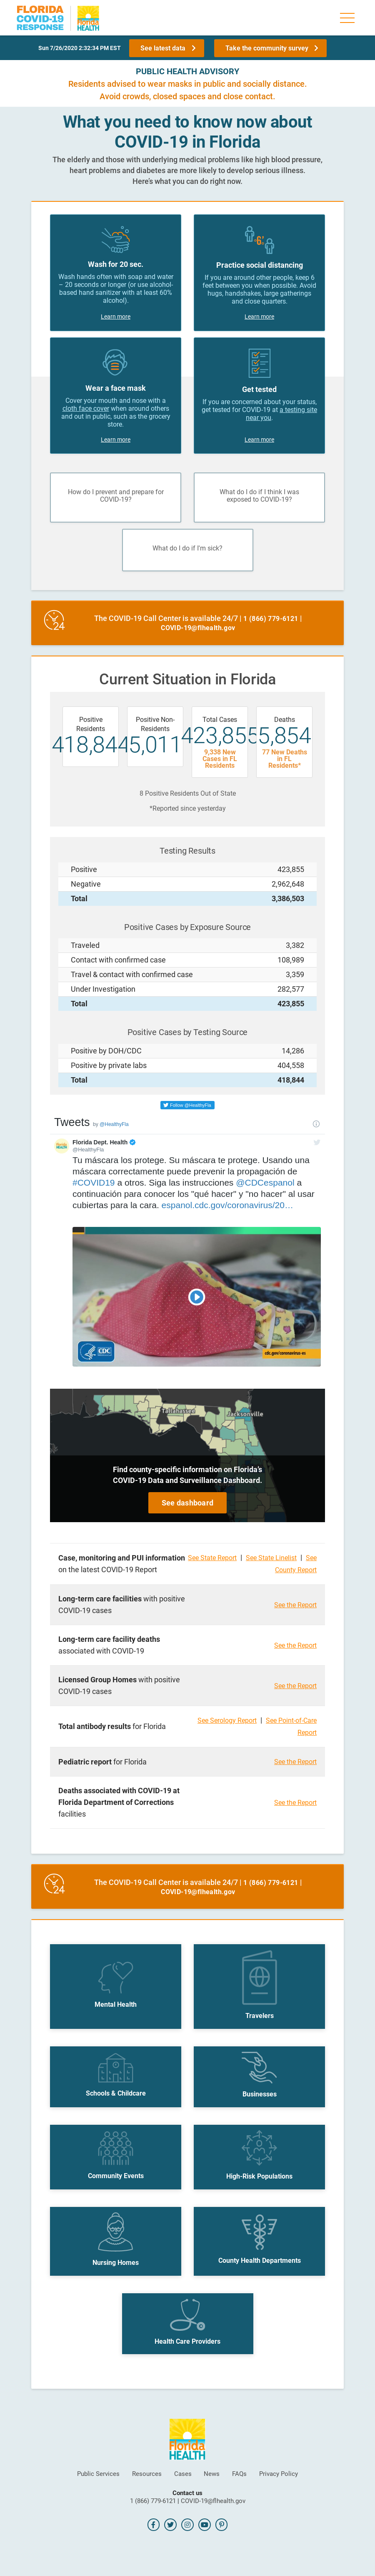 FLORIDA
COVID-19
RESPONSE
Florida
HEALTH
Sun 7/26/2020 2:32:34 PM EST
See latest data
Take the community survey
PUBLIC HEALTH ADVISORY
Residents advised to wear masks in public and socially distance.
Avoid crowds, closed spaces and close contact.
What you need to know now about
COVID-19 in Florida
The elderly and those with underlying medical problems like high blood pressure,
heart problems and diabetes are more likely to develop serious illness.
Here's what you can do right now.
Wash for 20 sec.
Wash hands often with soap and water
– 20 seconds or longer (or use alcohol-
based hand sanitizer with at least 60%
alcohol).
Learn more
6'
Practice social distancing
If you are around other people, keep 6
feet between you when possible. Avoid
hugs, handshakes, large gatherings
and close quarters.
Learn more
Wear a face mask
Cover your mouth and nose with a
cloth face cover when around others
and out in public, such as the grocery
store.
Learn more
Get tested
If you are concerned about your status,
get tested for COVID-19 at a testing site
near you.
Learn more
How do I prevent and prepare for
COVID-19?
What do I do if I think I was
exposed to COVID-19?
What do I do if I'm sick?
24
The COVID-19 Call Center is available 24/7 | 1 (866) 779-6121 |
COVID-19@flhealth.gov
Current Situation in Florida
Positive
Residents
418,844
Positive Non-
Residents
5,011
Total Cases
423,855
9,338 New
Cases in FL
Residents
Deaths
5,854
77 New Deaths
in FL
Residents*
8 Positive Residents Out of State
*Reported since yesterday
Testing Results
Positive 423,855
Negative 2,962,648
Total 3,386,503
Positive Cases by Exposure Source
Traveled 3,382
Contact with confirmed case 108,989
Travel & contact with confirmed case 3,359
Under Investigation 282,577
Total 423,855
Positive Cases by Testing Source
Positive by DOH/CDC 14,286
Positive by private labs 404,558
Total 418,844
Follow @HealthyFla
Tweets by @HealthyFla
Florida Dept. Health
@HealthyFla
Tu máscara los protege. Su máscara te protege. Usando una
máscara correctamente puede prevenir la propagación de
#COVID19 a otros. Siga las instrucciones @CDCespanol a
continuación para conocer los "qué hacer" y "no hacer" al usar
cubiertas para la cara. espanol.cdc.gov/coronavirus/20…
CDC
cdc.gov/coronavirus-es
Tallahassee
Jacksonville
Find county-specific information on Florida's
COVID-19 Data and Surveillance Dashboard.
See dashboard
Case, monitoring and PUI information
on the latest COVID-19 Report
See State Report | See State Linelist | See
County Report
Long-term care facilities with positive
COVID-19 cases
See the Report
Long-term care facility deaths
associated with COVID-19
See the Report
Licensed Group Homes with positive
COVID-19 cases
See the Report
Total antibody results for Florida
See Serology Report | See Point-of-Care
Report
Pediatric report for Florida
See the Report
Deaths associated with COVID-19 at
Florida Department of Corrections
facilities
See the Report
24
The COVID-19 Call Center is available 24/7 | 1 (866) 779-6121 |
COVID-19@flhealth.gov
Mental Health
Travelers
Schools & Childcare
Businesses
Community Events
High-Risk Populations
Nursing Homes
County Health Departments
Health Care Providers
Florida
HEALTH
Public Services Resources Cases News FAQs Privacy Policy
Contact us
1 (866) 779-6121 | COVID-19@flhealth.gov